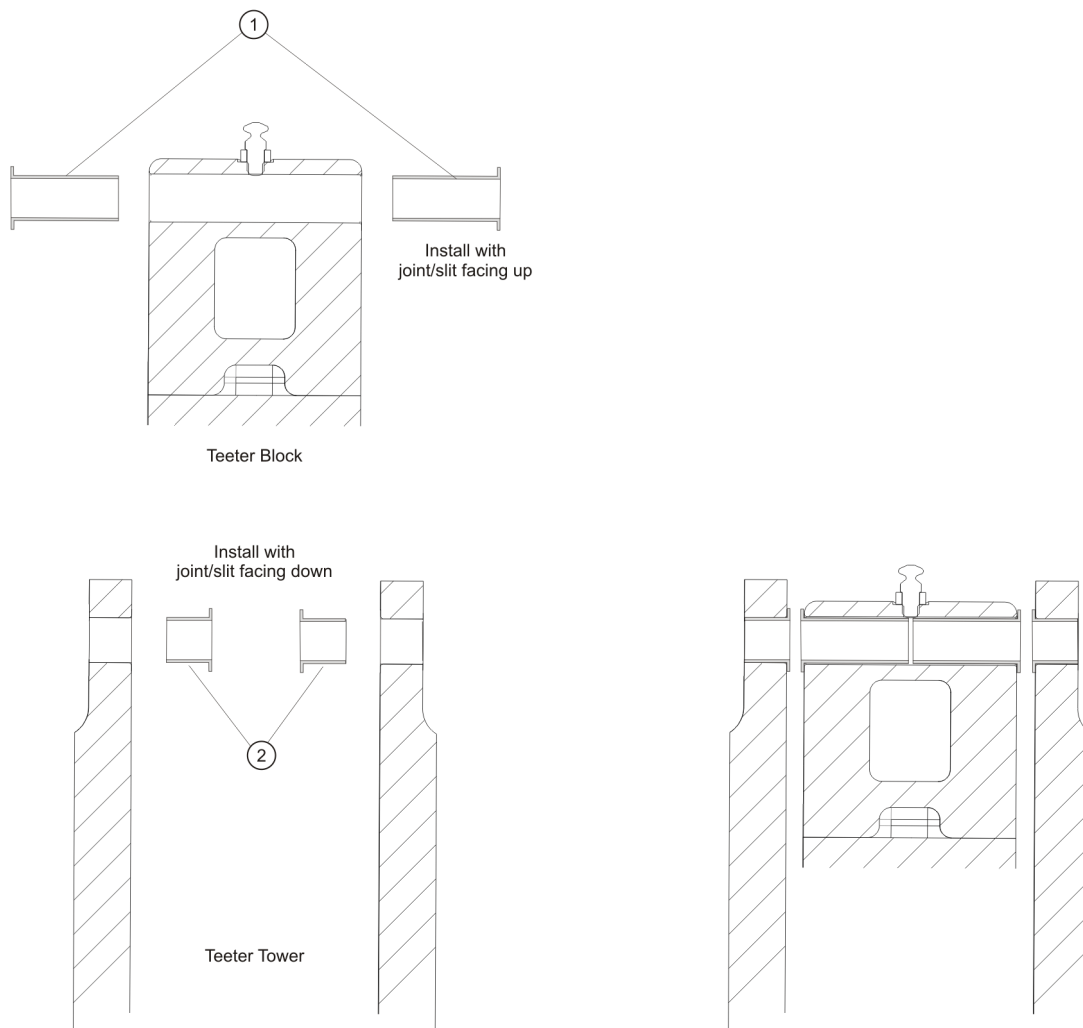 1
Install with
joint/slit facing up
Teeter Block
Install with
joint/slit facing down
2
Teeter Tower